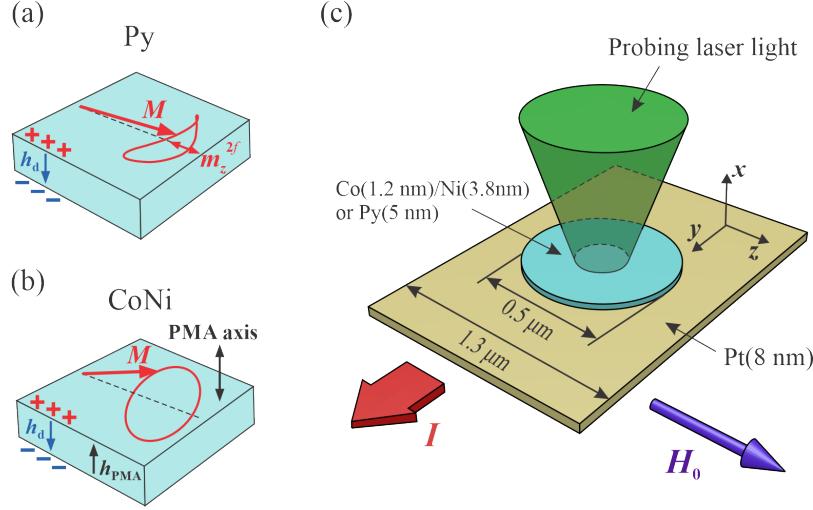 (a)
Py
M
+ + +
h_d
− − −
m_z^{2f}
(b)
CoNi
PMA axis
M
+ + +
h_d
− − −
h_PMA
(c)
Probing laser light
Co(1.2 nm)/Ni(3.8nm)
or Py(5 nm)
x
y
z
0.5 μm
1.3 μm
Pt(8 nm)
I
H_0